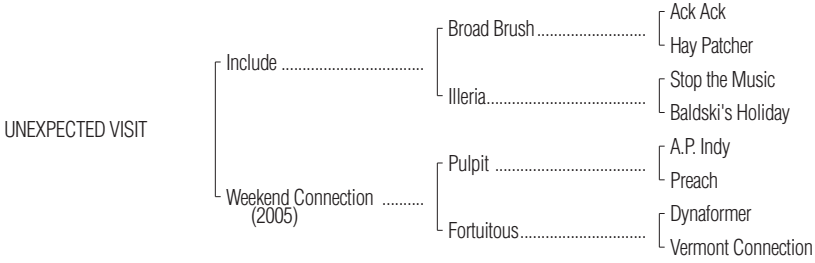 Ack Ack
Broad Brush
Hay Patcher
Include
Stop the Music
Illeria
Baldski's Holiday
UNEXPECTED VISIT
A.P. Indy
Pulpit
Preach
Weekend Connection
(2005)
Dynaformer
Fortuitous
Vermont Connection